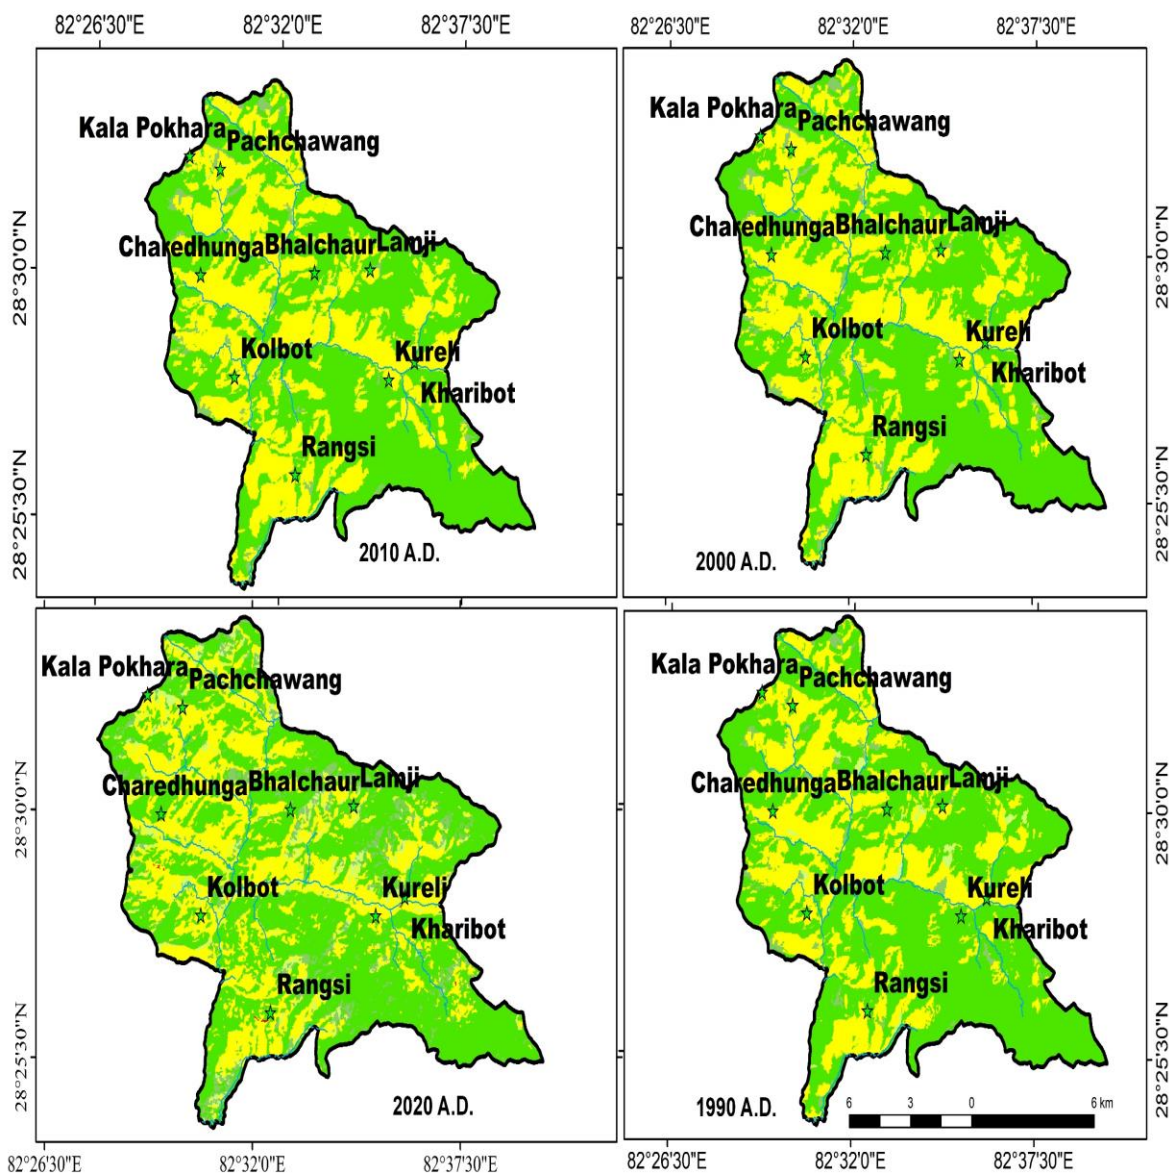 82°26'30"E 82°32'0"E 82°37'30"E 82°26'30"E 82°32'0"E 82°37'30"E
28°30'0"N
28°25'30"N
Kala Pokhara
Pachchawang
Charedhunga
Bhalchaur
Lamji
Kolbot
Kureli
Kharibot
Rangsi
2010 A.D.
Kala Pokhara
Pachchawang
Charedhunga
Bhalchaur
Lamji
Kolbot
Kureli
Kharibot
Rangsi
2000 A.D.
28°30'0"N
28°25'30"N
28°30'0"N
28°25'30"N
Kala Pokhara
Pachchawang
Charedhunga
Bhalchaur
Lamji
Kolbot
Kureli
Kharibot
Rangsi
2020 A.D.
Kala Pokhara
Pachchawang
Charedhunga
Bhalchaur
Lamji
Kolbot
Kureli
Kharibot
Rangsi
1990 A.D.
6 3 0 6 km
28°30'0"N
28°25'30"N
82°26'30"E 82°32'0"E 82°37'30"E 82°26'30"E 82°32'0"E 82°37'30"E